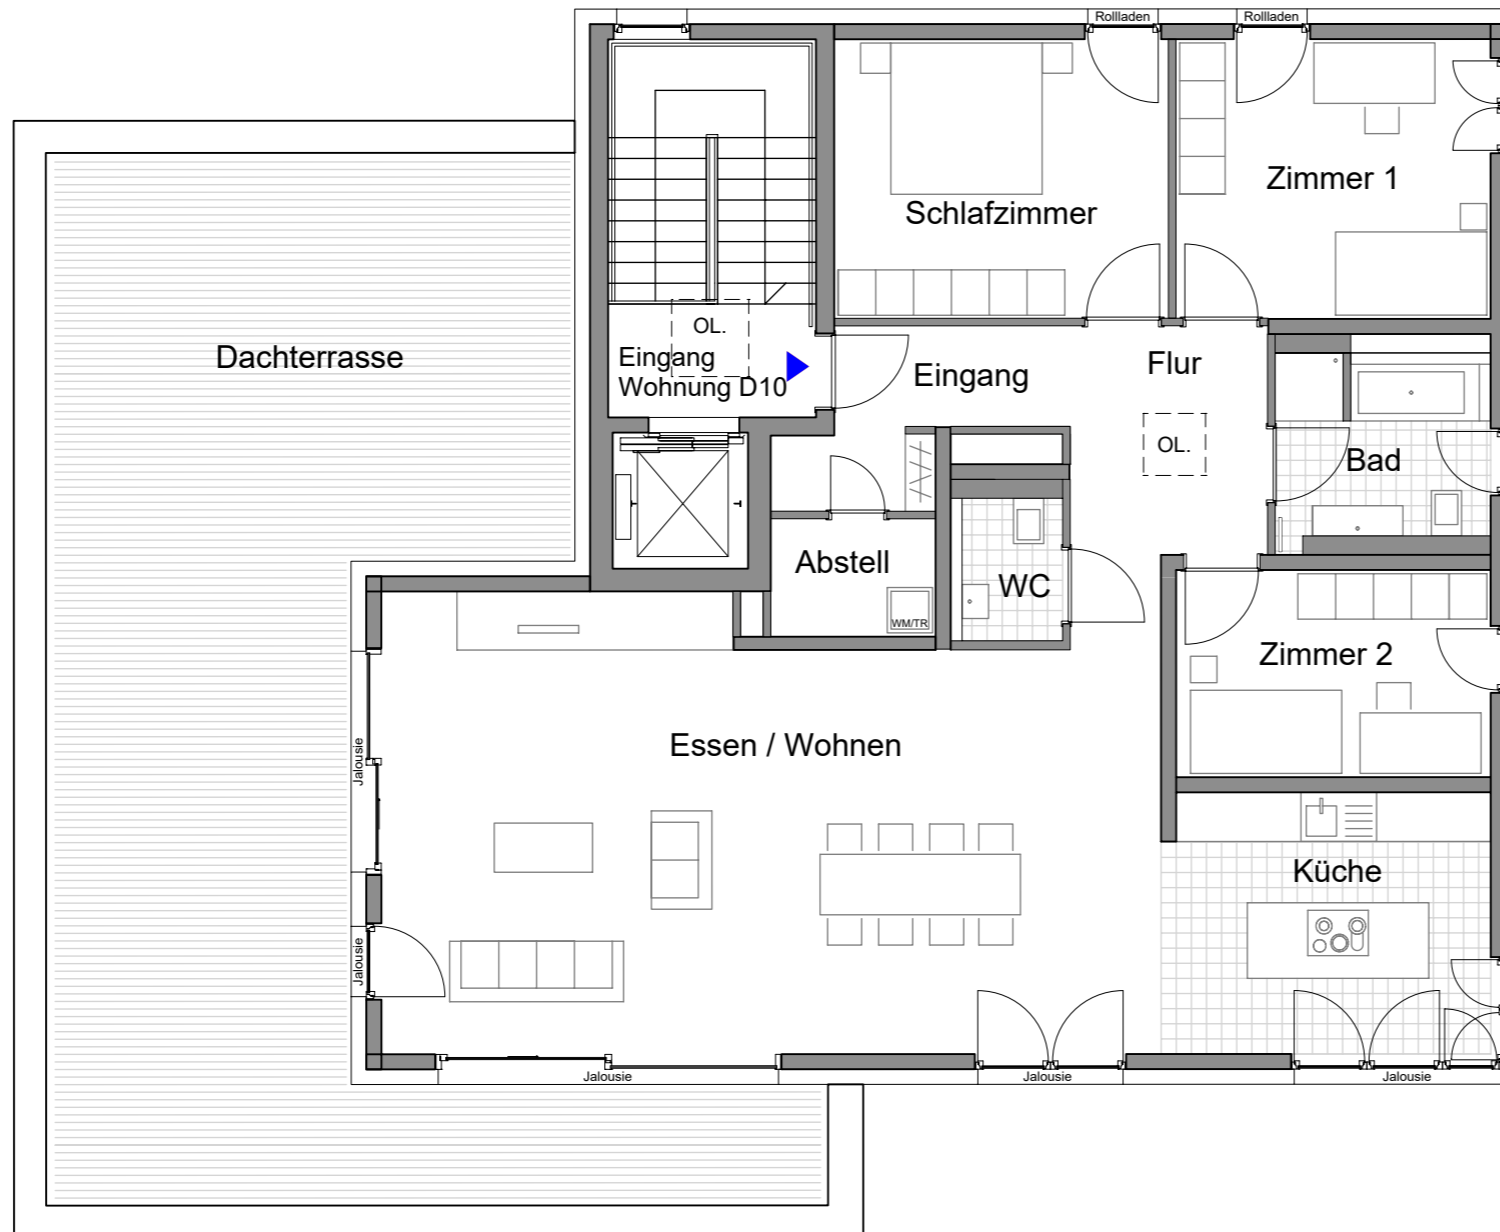 Rollladen
Rollladen
Zimmer 1
Schlafzimmer
OL.
Dachterrasse
Eingang
Wohnung D10
Eingang
Flur
OL.
Bad
Abstell
WC
WM/TR
Zimmer 2
Essen / Wohnen
Jalousie
Küche
Jalousie
Jalousie
Jalousie
Jalousie